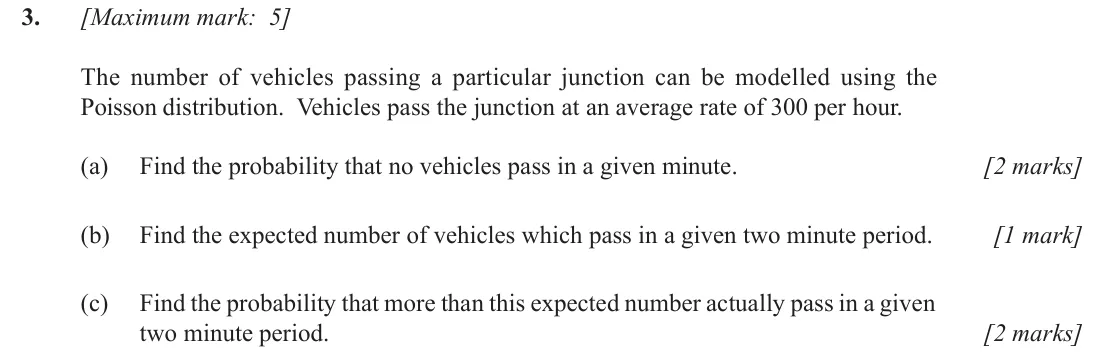 3. [Maximum mark: 5]
The number of vehicles passing a particular junction can be modelled using the
Poisson distribution. Vehicles pass the junction at an average rate of 300 per hour.
(a) Find the probability that no vehicles pass in a given minute. [2 marks]
(b) Find the expected number of vehicles which pass in a given two minute period. [1 mark]
(c) Find the probability that more than this expected number actually pass in a given
two minute period. [2 marks]